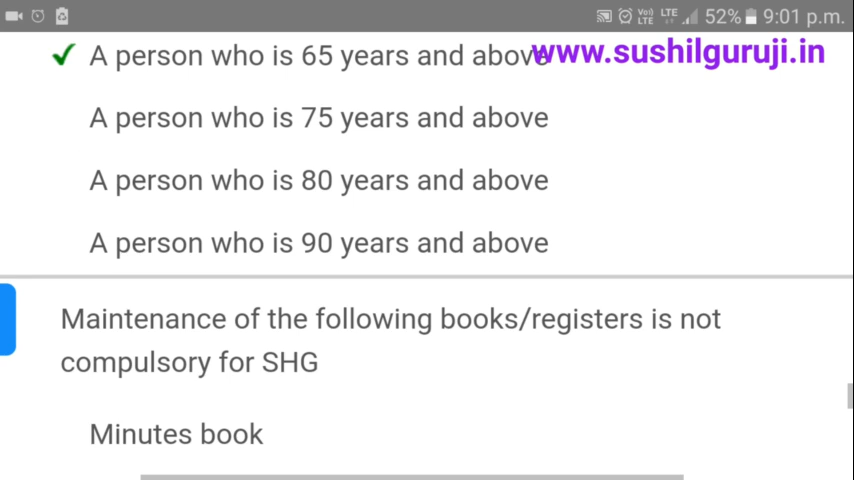 52% 9:01 p.m.
A person who is 65 years and above
www.sushilguruji.in
A person who is 75 years and above
A person who is 80 years and above
A person who is 90 years and above
Maintenance of the following books/registers is not
compulsory for SHG
Minutes book